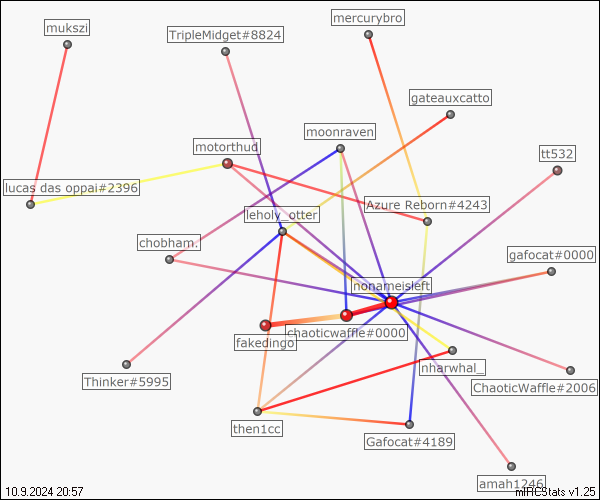 mercurybro
mukszi
TripleMidget#8824
gateauxcatto
moonraven
motorthud
tt532
lucas das oppai#2396
Azure Reborn#4243
leholy_otter
chobham.
gafocat#0000
nonameisleft
chaoticwaffle#0000
fakedingo
nharwhal_
Thinker#5995
ChaoticWaffle#2006
then1cc
Gafocat#4189
amah1246
10.9.2024 20:57
mIRCStats v1.25